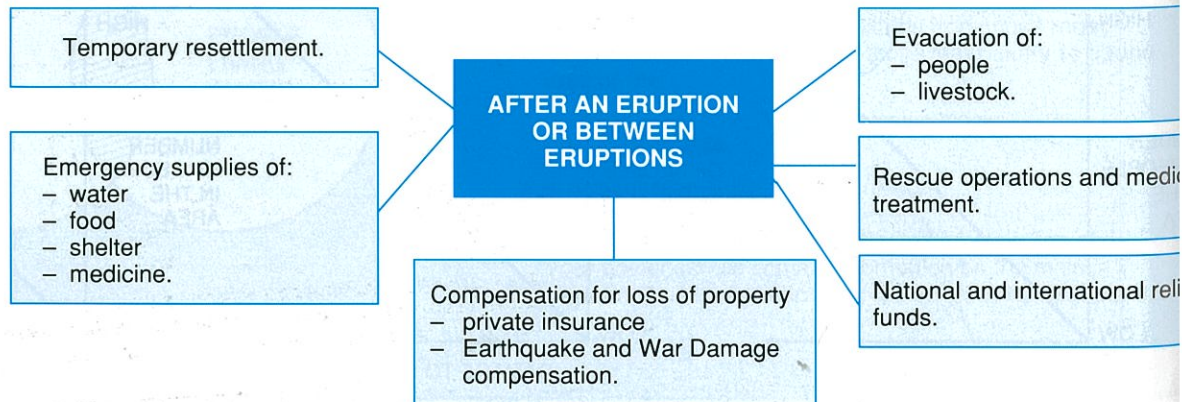 Temporary resettlement.
Emergency supplies of:
– water
– food
– shelter
– medicine.
AFTER AN ERUPTION
OR BETWEEN
ERUPTIONS
Compensation for loss of property
– private insurance
– Earthquake and War Damage
compensation.
Evacuation of:
– people
– livestock.
Rescue operations and
treatment.
National and international
funds.